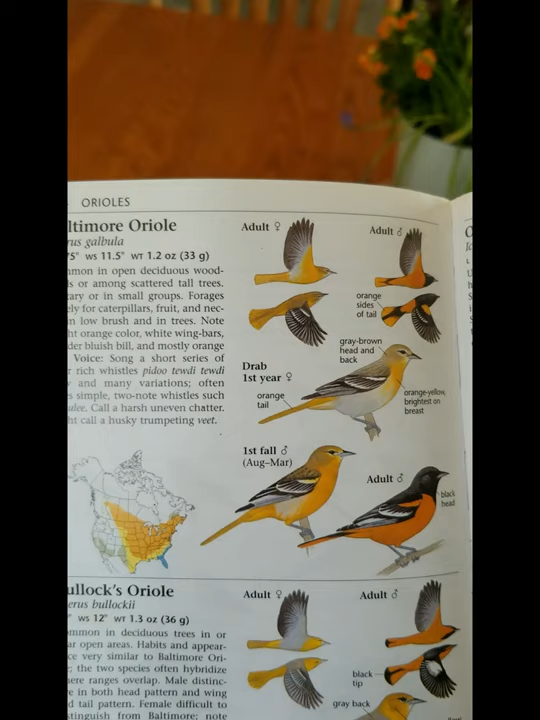 ORIOLES
ltimore Oriole
rus galbula
75" WS 11.5" WT 1.2 oz (33 g)
mmon in open deciduous wood-
s or among scattered tall trees.
tary or in small groups. Forages
ely for caterpillars, fruit, and nec-
n low brush and in trees. Note
ht orange color, white wing-bars,
der bluish bill, and mostly orange
Voice: Song a short series of
r rich whistles pidoo tewdi tewdi
and many variations; often
s simple, two-note whistles such
ulee. Call a harsh uneven chatter.
ht call a husky trumpeting veet.
Adult ♀
Adult ♂
orange
sides
of tail
gray-brown
head and
back
Drab
1st year ♀
orange
tail
orange-yellow,
brightest on
breast
1st fall ♂
(Aug–Mar)
Adult ♂
black
head
ullock's Oriole
erus bullockii
" WS 12" WT 1.3 oz (36 g)
ommon in deciduous trees in or
ar open areas. Habits and appear-
ce very similar to Baltimore Ori-
; the two species often hybridize
ere ranges overlap. Male distinc-
e in both head pattern and wing
d tail pattern. Female difficult to
stinguish from Baltimore; note
Adult ♀
Adult ♂
black
tip
gray back